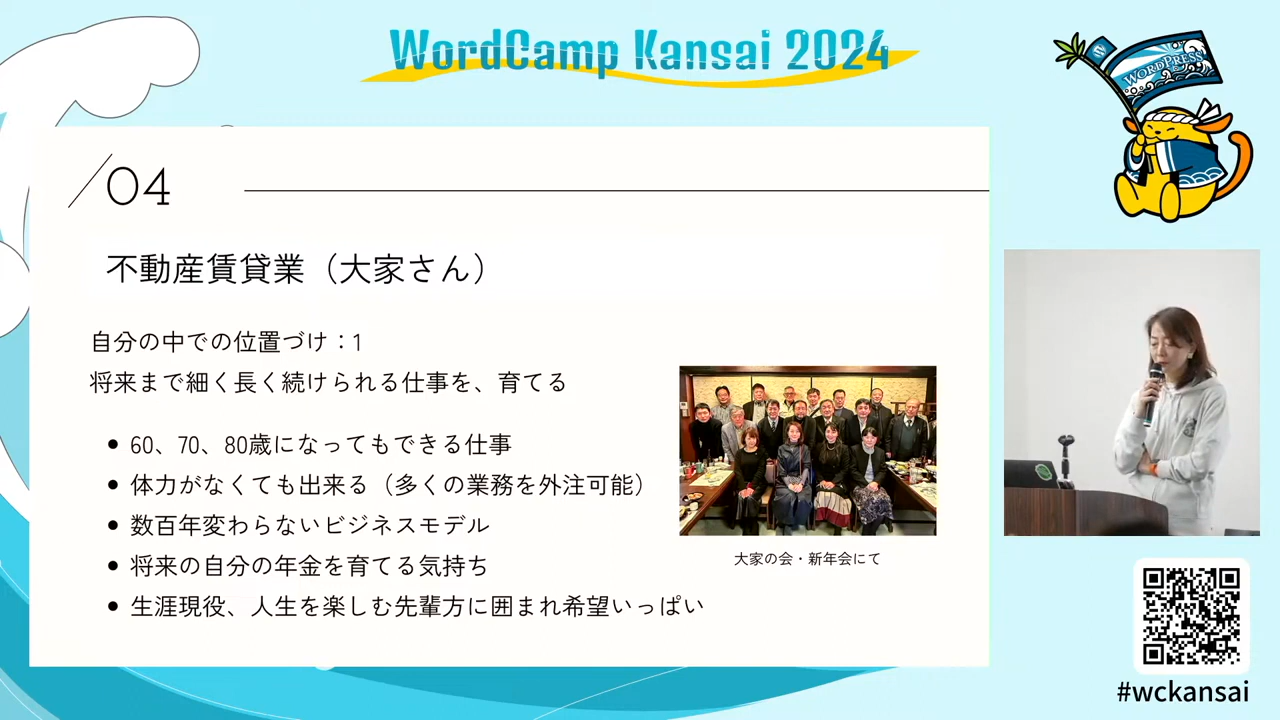 WordCamp Kansai 2024
WORDPRESS
04
不動産賃貸業（大家さん）
自分の中での位置づけ：1
将来まで細く長く続けられる仕事を、育てる
• 60、70、80歳になってもできる仕事
• 体力がなくても出来る（多くの業務を外注可能）
• 数百年変わらないビジネスモデル
• 将来の自分の年金を育てる気持ち
• 生涯現役、人生を楽しむ先輩方に囲まれ希望いっぱい
大家の会・新年会にて
#wckansai